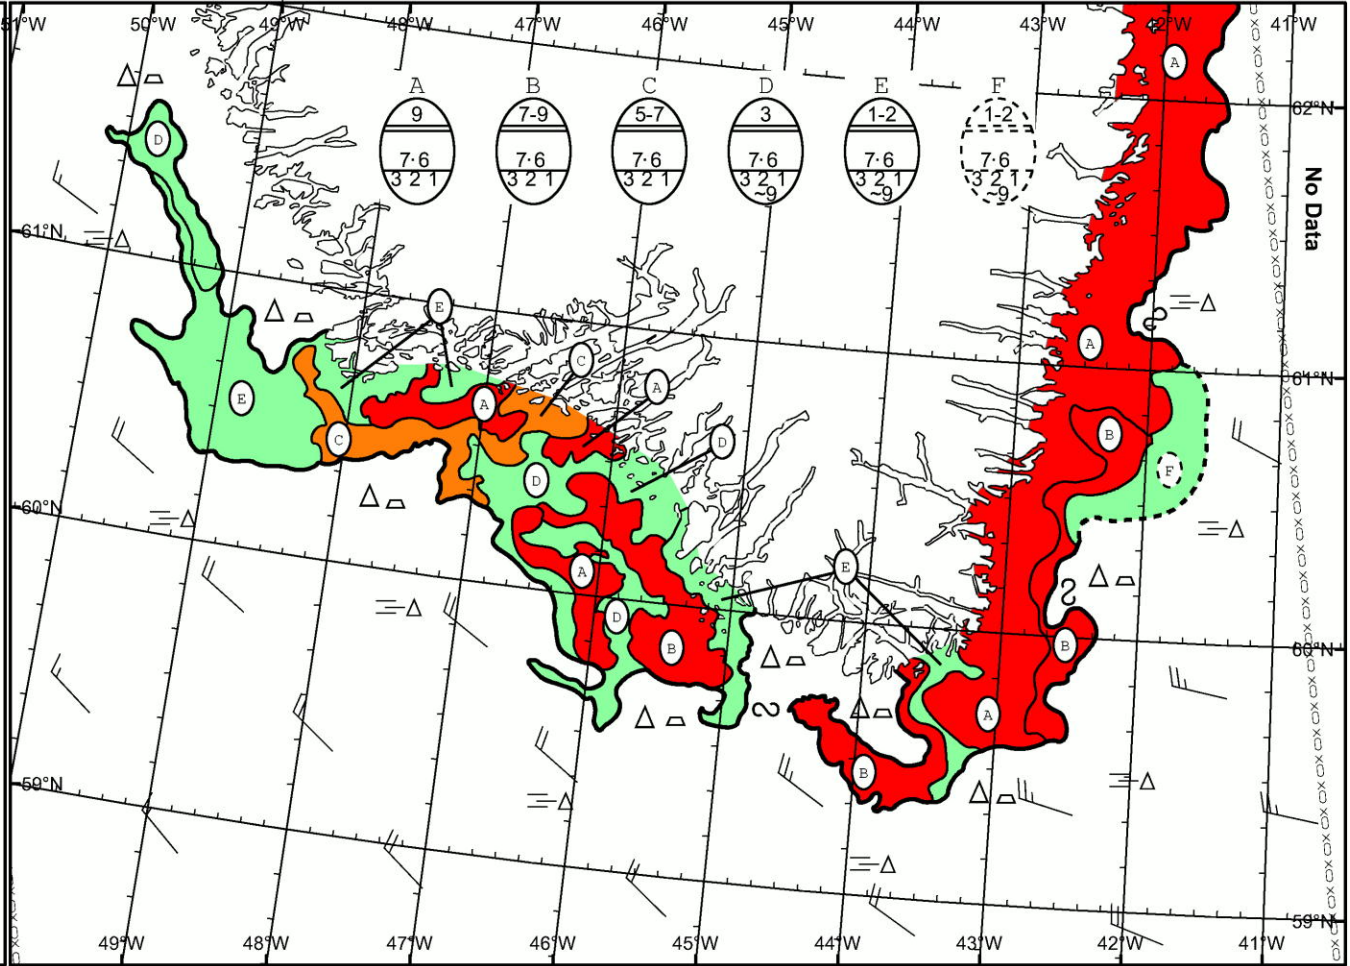 51°W 50°W 49°W 48°W 47°W 46°W 45°W 44°W 43°W 42°W 41°W
A B C D E F
9 7-9 5-7 3 1-2 1-2
7·6 7·6 7·6 7·6 7·6 7·6
3 2 1 3 2 1 3 2 1 3 2 1 3 2 1 3 2 1
~9 ~9 ~9
A
62°N
D
No Data
61°N
E
A
C
A
61°N
E
A
C
D
B
F
D
60°N
A
E
D
B
B
60°N
A
B
59°N
59°N
49°W 48°W 47°W 46°W 45°W 44°W 43°W 42°W 41°W